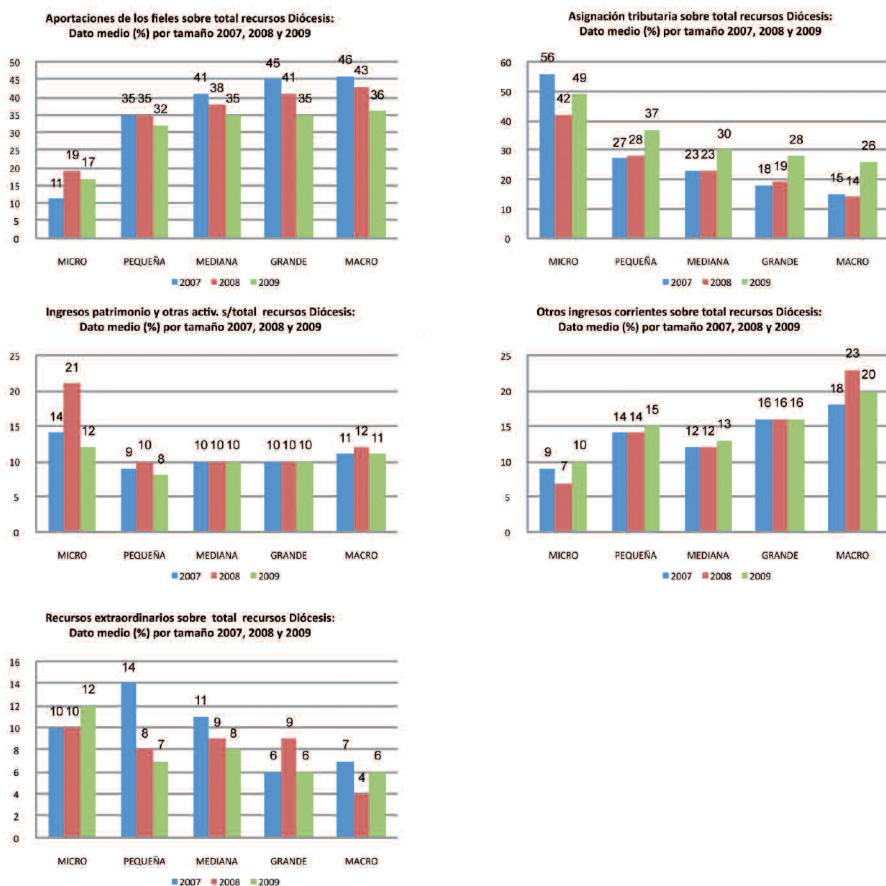 Aportaciones de los fieles sobre total recursos Diócesis:
Dato medio (%) por tamaño 2007, 2008 y 2009
50
45
40
35
30
25
20
15
10
5
0
11 19 17
35 35 32
41 38 35
45 41 35
46 43 36
MICRO PEQUEÑA MEDIANA GRANDE MACRO
2007 2008 2009
Asignación tributaria sobre total recursos Diócesis:
Dato medio (%) por tamaño 2007, 2008 y 2009
60
50
40
30
20
10
0
56 42 49
27 28 37
23 23 30
18 19 28
15 14 26
MICRO PEQUEÑA MEDIANA GRANDE MACRO
2007 2008 2009
Ingresos patrimonio y otras activ. s/total recursos Diócesis:
Dato medio (%) por tamaño 2007, 2008 y 2009
25
20
15
10
5
0
14 21 12
9 10 8
10 10 10
10 10 10
11 12 11
MICRO PEQUEÑA MEDIANA GRANDE MACRO
2007 2008 2009
Otros ingresos corrientes sobre total recursos Diócesis:
Dato medio (%) por tamaño 2007, 2008 y 2009
25
20
15
10
5
0
9 7 10
14 14 15
12 12 13
16 16 16
18 23 20
MICRO PEQUEÑA MEDIANA GRANDE MACRO
2007 2008 2009
Recursos extraordinarios sobre total recursos Diócesis:
Dato medio (%) por tamaño 2007, 2008 y 2009
16
14
12
10
8
6
4
2
0
10 10 12
14 8 7
11 9 8
6 9 6
7 4 6
MICRO PEQUEÑA MEDIANA GRANDE MACRO
2007 2008 2009